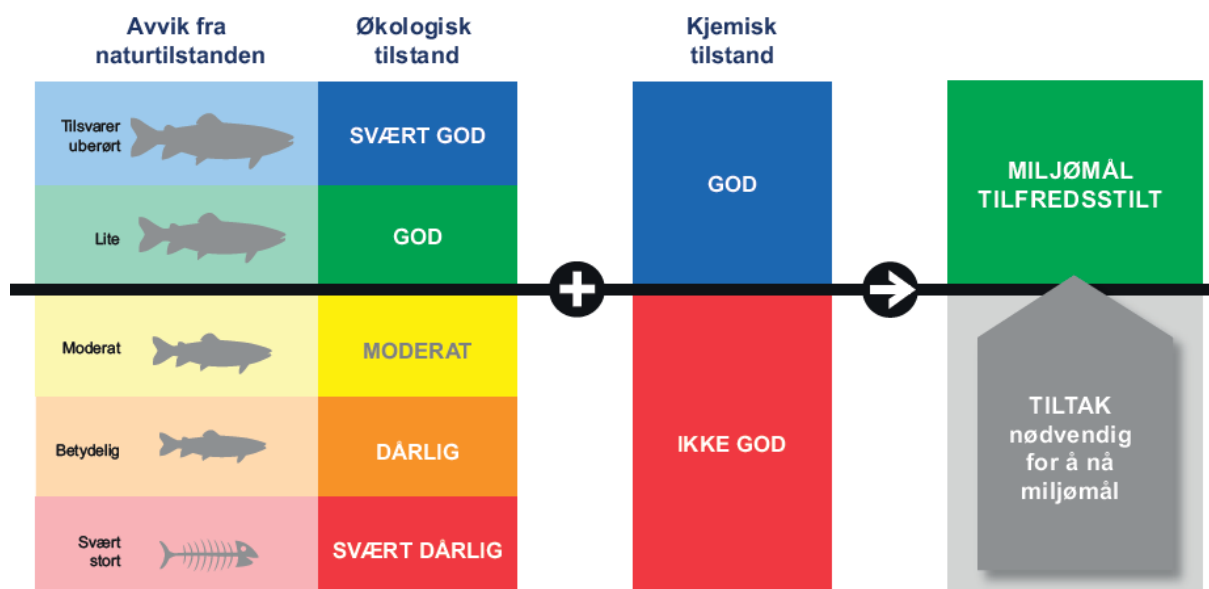 Avvik fra
naturtilstanden
Økologisk
tilstand
Kjemisk
tilstand
Tilsvarer
uberørt
SVÆRT GOD
GOD
MILJØMÅL
TILFREDSSTILT
Lite
GOD
Moderat
MODERAT
Betydelig
DÅRLIG
IKKE GOD
TILTAK
nødvendig
for å nå
miljømål
Svært
stort
SVÆRT DÅRLIG